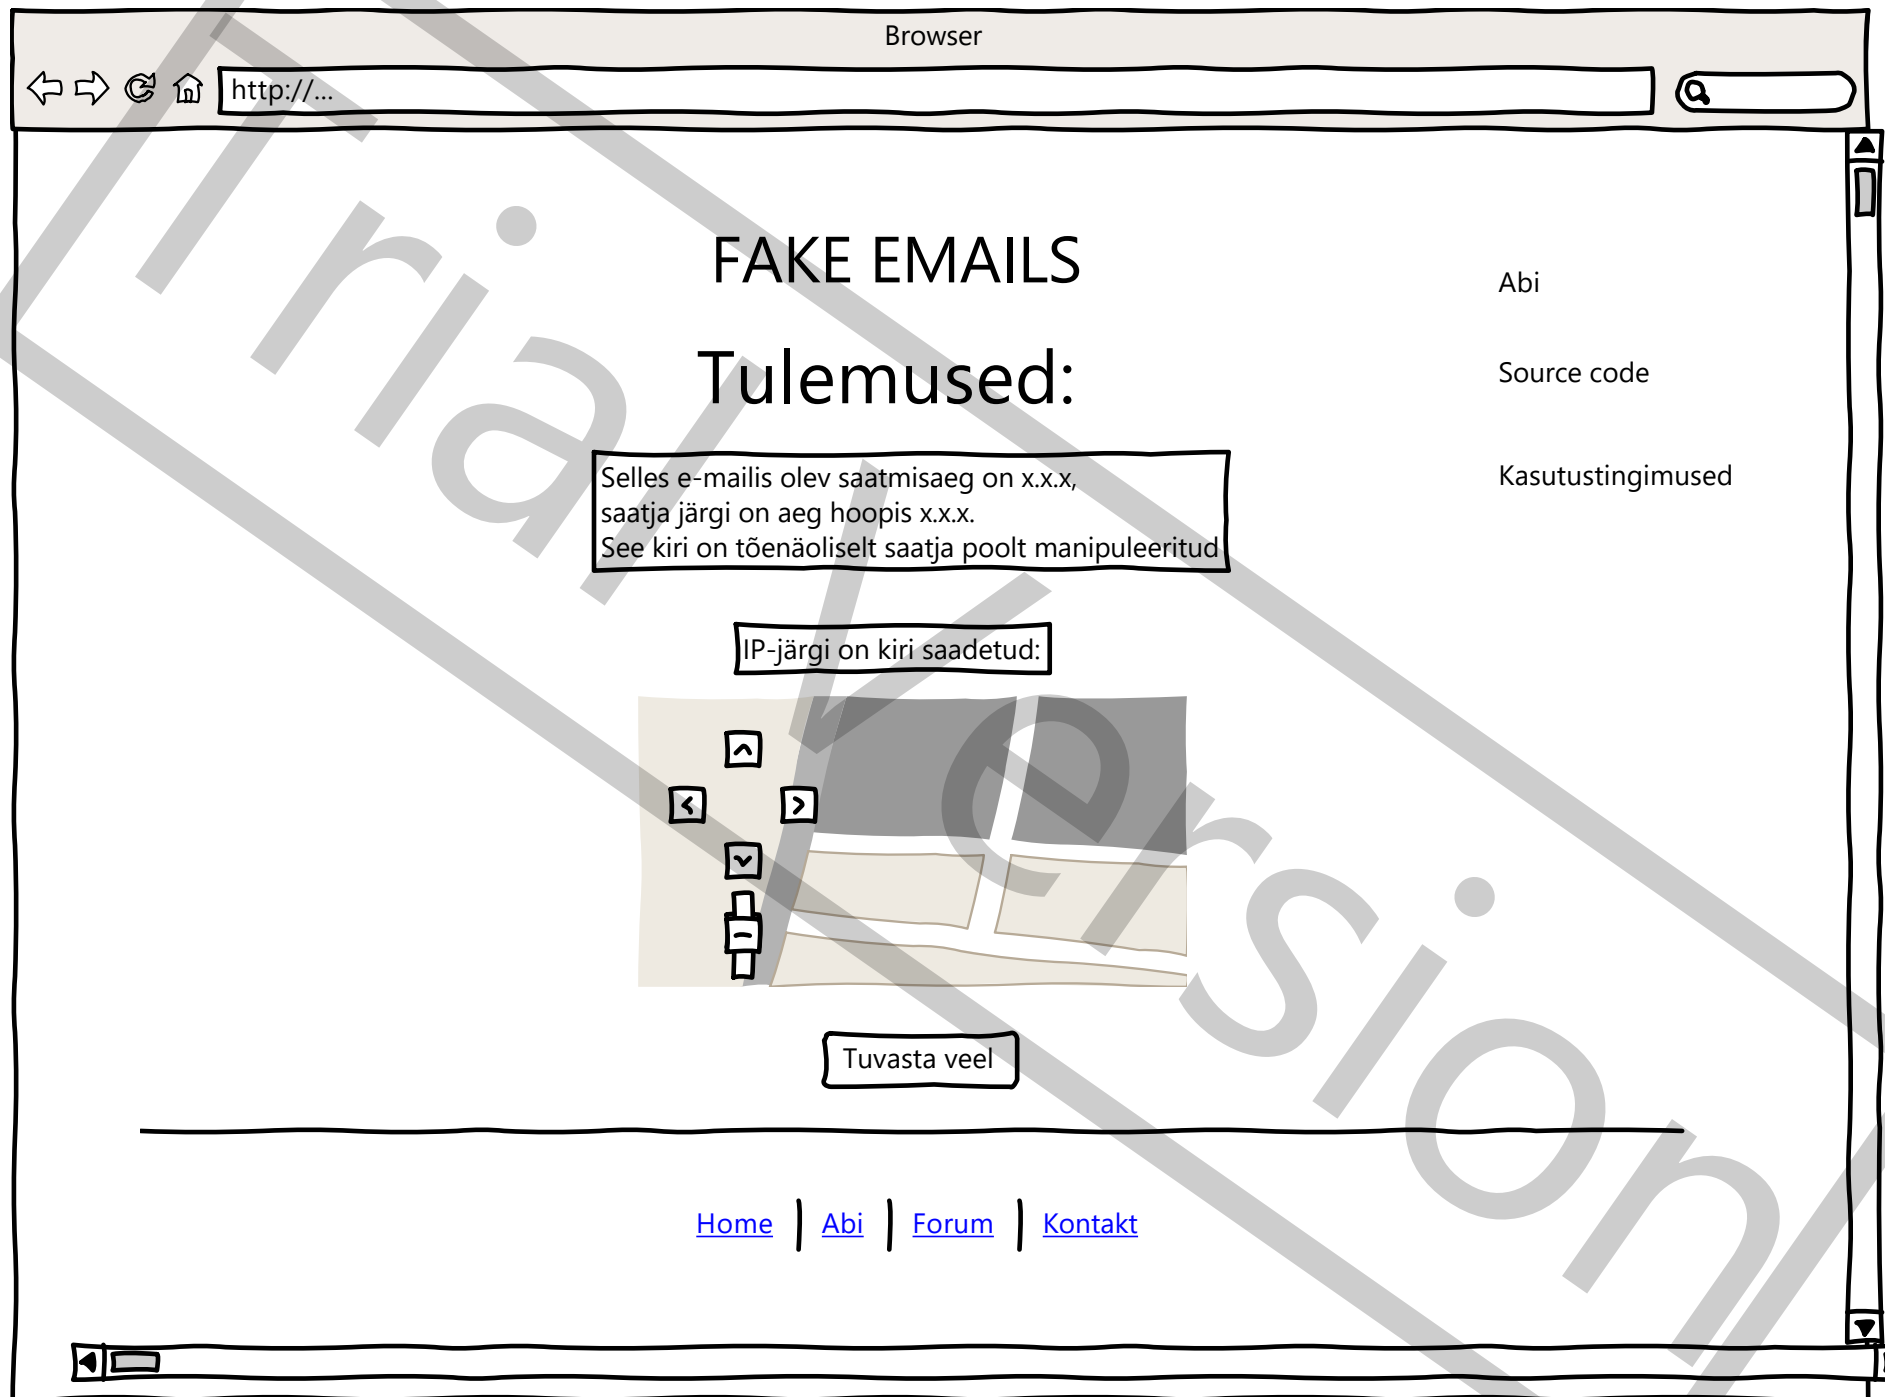 Browser
http://...
FAKE EMAILS
Abi
Tulemused:
Source code
Selles e-mailis olev saatmisaeg on x.x.x,
saatja järgi on aeg hoopis x.x.x.
See kiri on tõenäoliselt saatja poolt manipuleeritud
Kasutustingimused
IP-järgi on kiri saadetud:
Tuvasta veel
Home
Abi
Forum
Kontakt
Trial Version